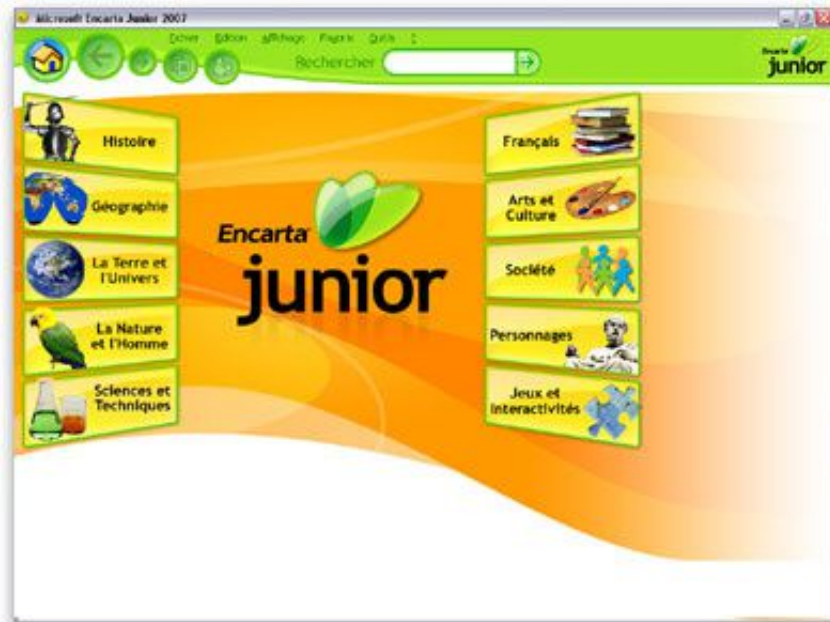 Microsoft Encarta Junior 2007
Fichier Edition Affichage Favoris Outils ?
Rechercher
Encarta
junior
Histoire
Géographie
La Terre et
l'Univers
La Nature
et l'Homme
Sciences et
Techniques
Encarta
junior
Français
Arts et
Culture
Société
Personnages
Jeux et
Interactivités